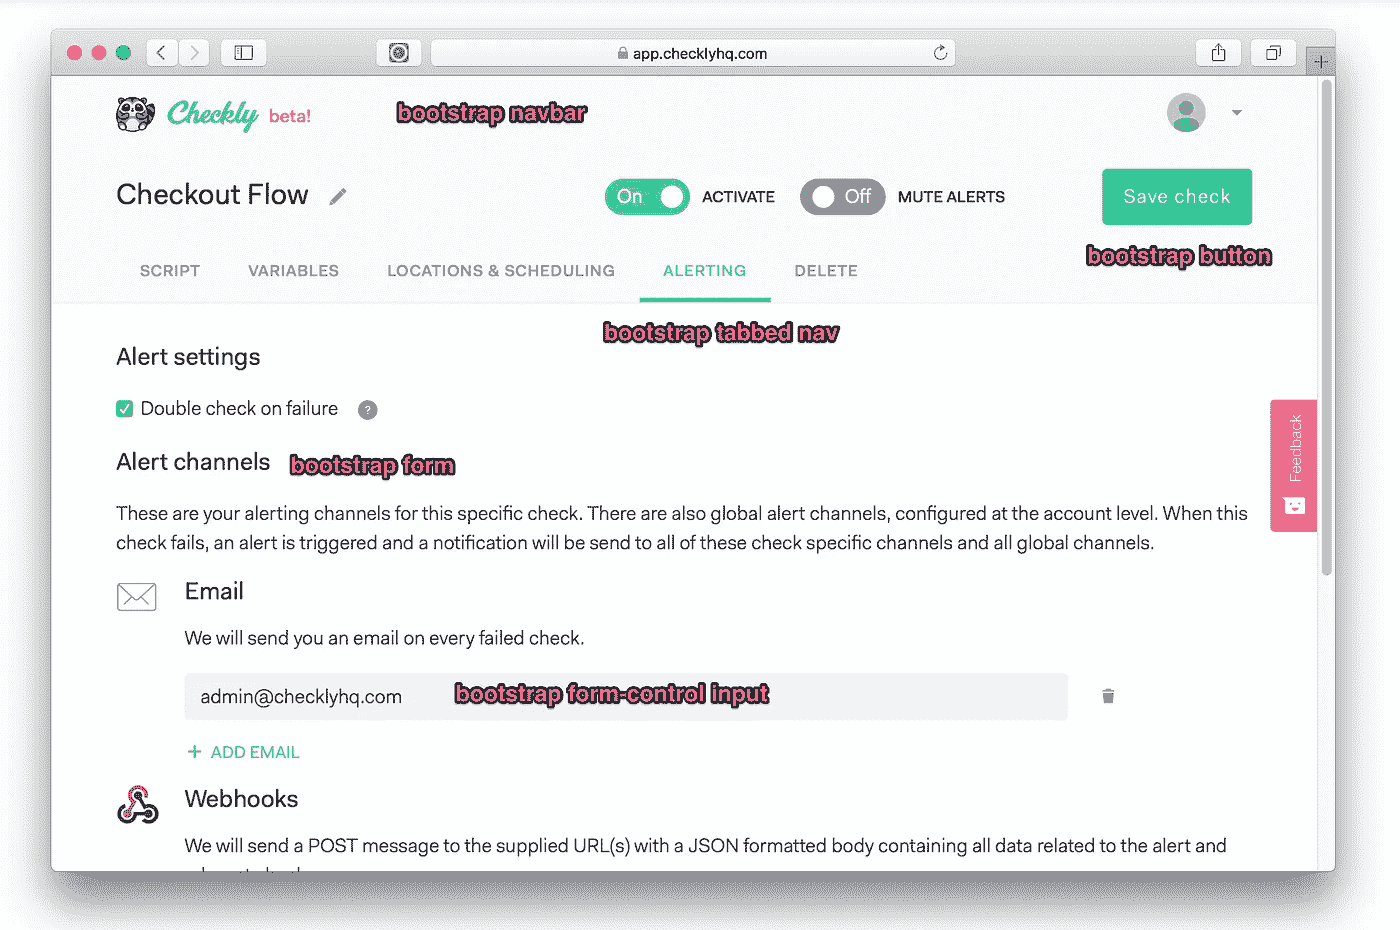 app.checklyhq.com
Checkly beta!
bootstrap navbar
Checkout Flow
On ACTIVATE
Off MUTE ALERTS
Save check
bootstrap button
SCRIPT VARIABLES LOCATIONS & SCHEDULING ALERTING DELETE
bootstrap tabbed nav
Alert settings
Double check on failure ?
Alert channels
bootstrap form
Feedback
These are your alerting channels for this specific check. There are also global alert channels, configured at the account level. When this
check fails, an alert is triggered and a notification will be send to all of these check specific channels and all global channels.
Email
We will send you an email on every failed check.
admin@checklyhq.com
bootstrap form-control input
+ ADD EMAIL
Webhooks
We will send a POST message to the supplied URL(s) with a JSON formatted body containing all data related to the alert and